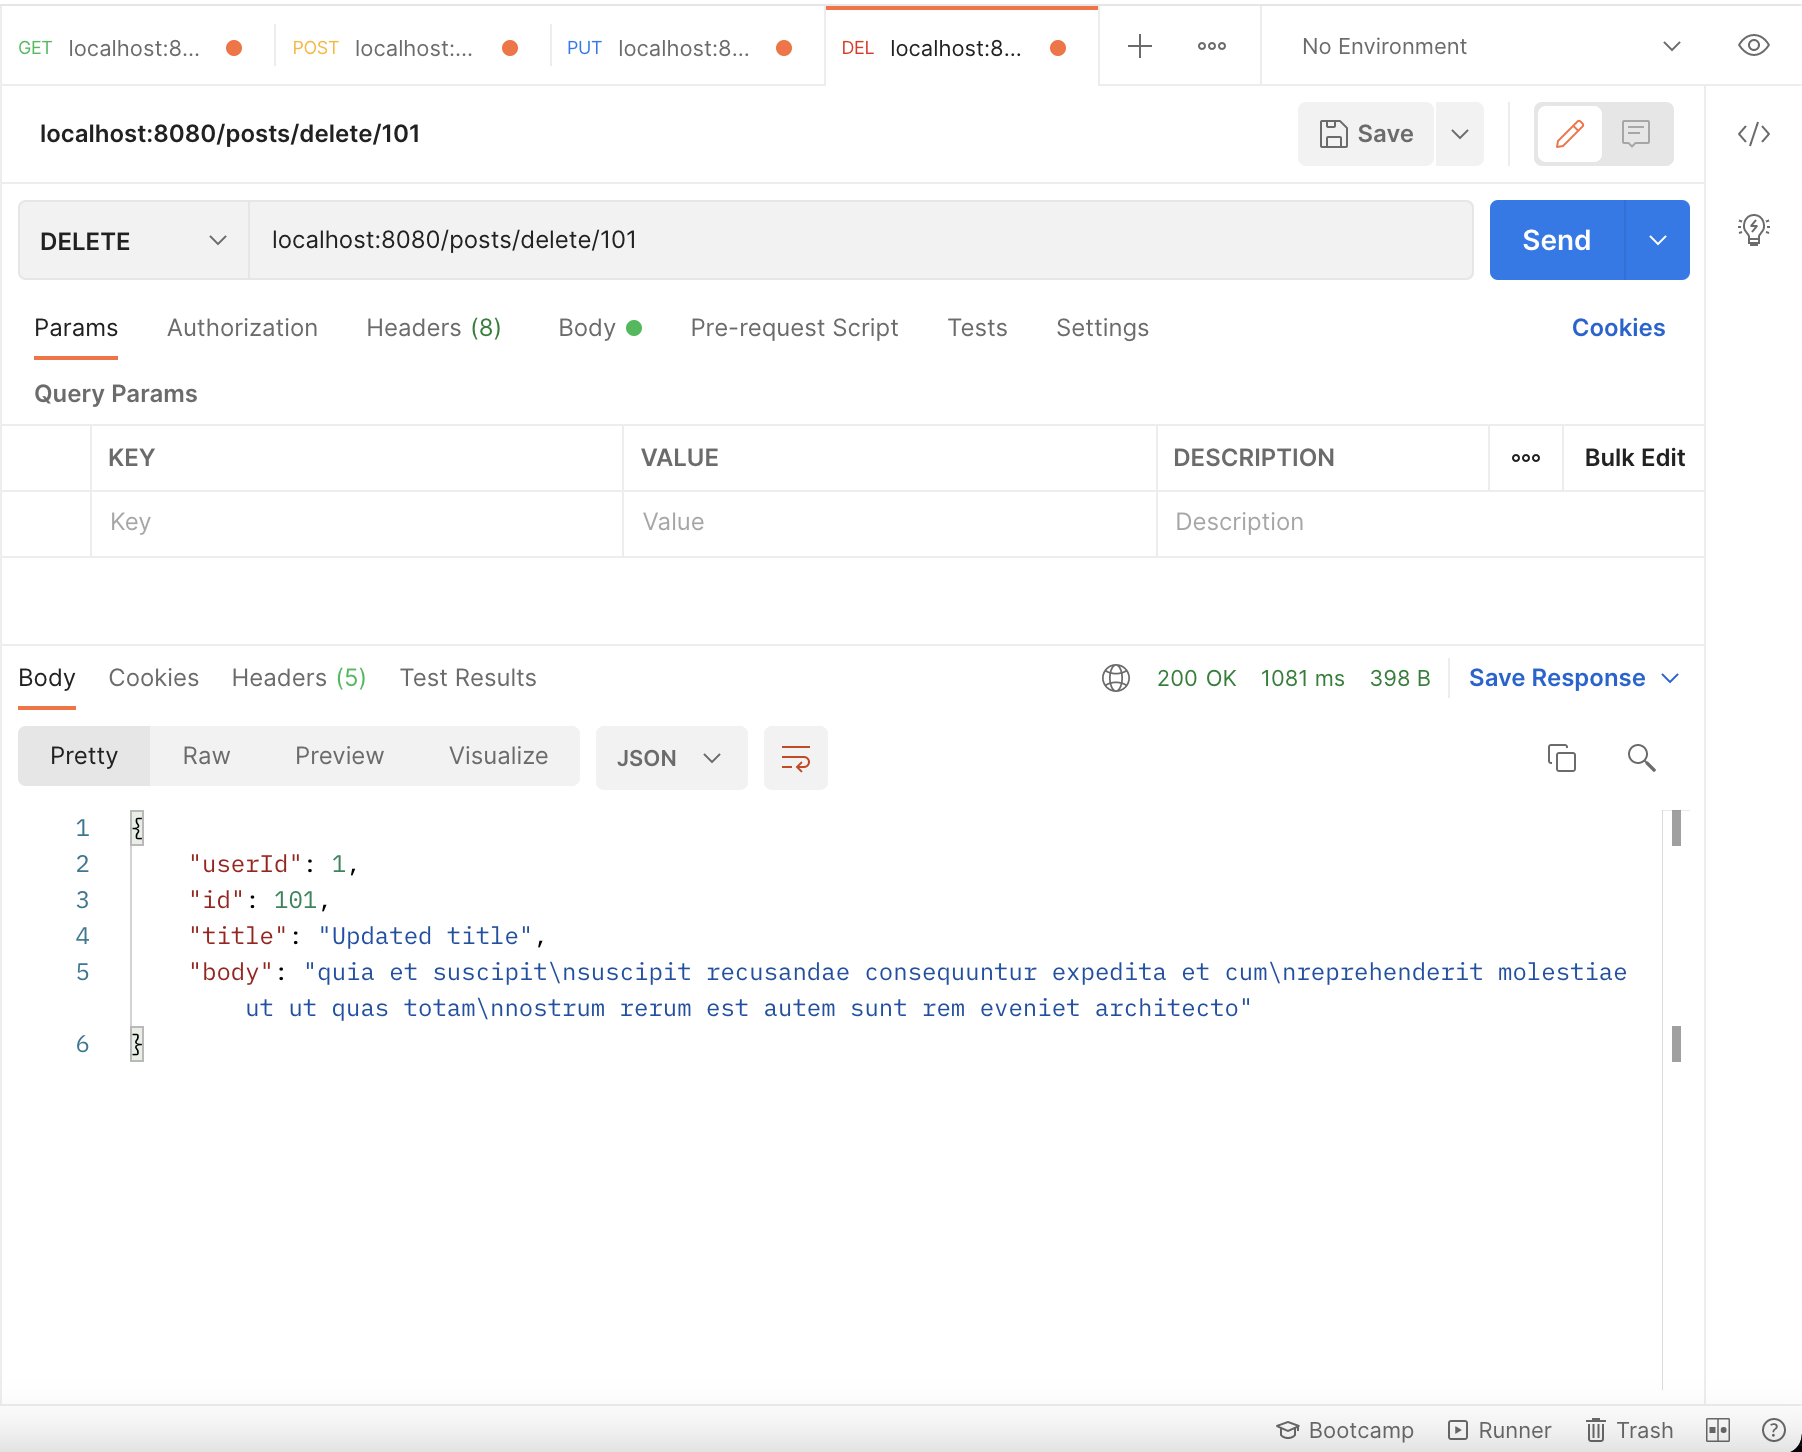 GET localhost:8... POST localhost:... PUT localhost:8... DEL localhost:8... No Environment
localhost:8080/posts/delete/101 Save
DELETE localhost:8080/posts/delete/101 Send
Params Authorization Headers (8) Body Pre-request Script Tests Settings Cookies
Query Params
KEY VALUE DESCRIPTION Bulk Edit
Key Value Description
Body Cookies Headers (5) Test Results 200 OK 1081 ms 398 B Save Response
Pretty Raw Preview Visualize JSON
1 {
2 "userId": 1,
3 "id": 101,
4 "title": "Updated title",
5 "body": "quia et suscipit\nsuscipit recusandae consequuntur expedita et cum\nreprehenderit molestiae
ut ut quas totam\nnostrum rerum est autem sunt rem eveniet architecto"
6 }
Bootcamp Runner Trash